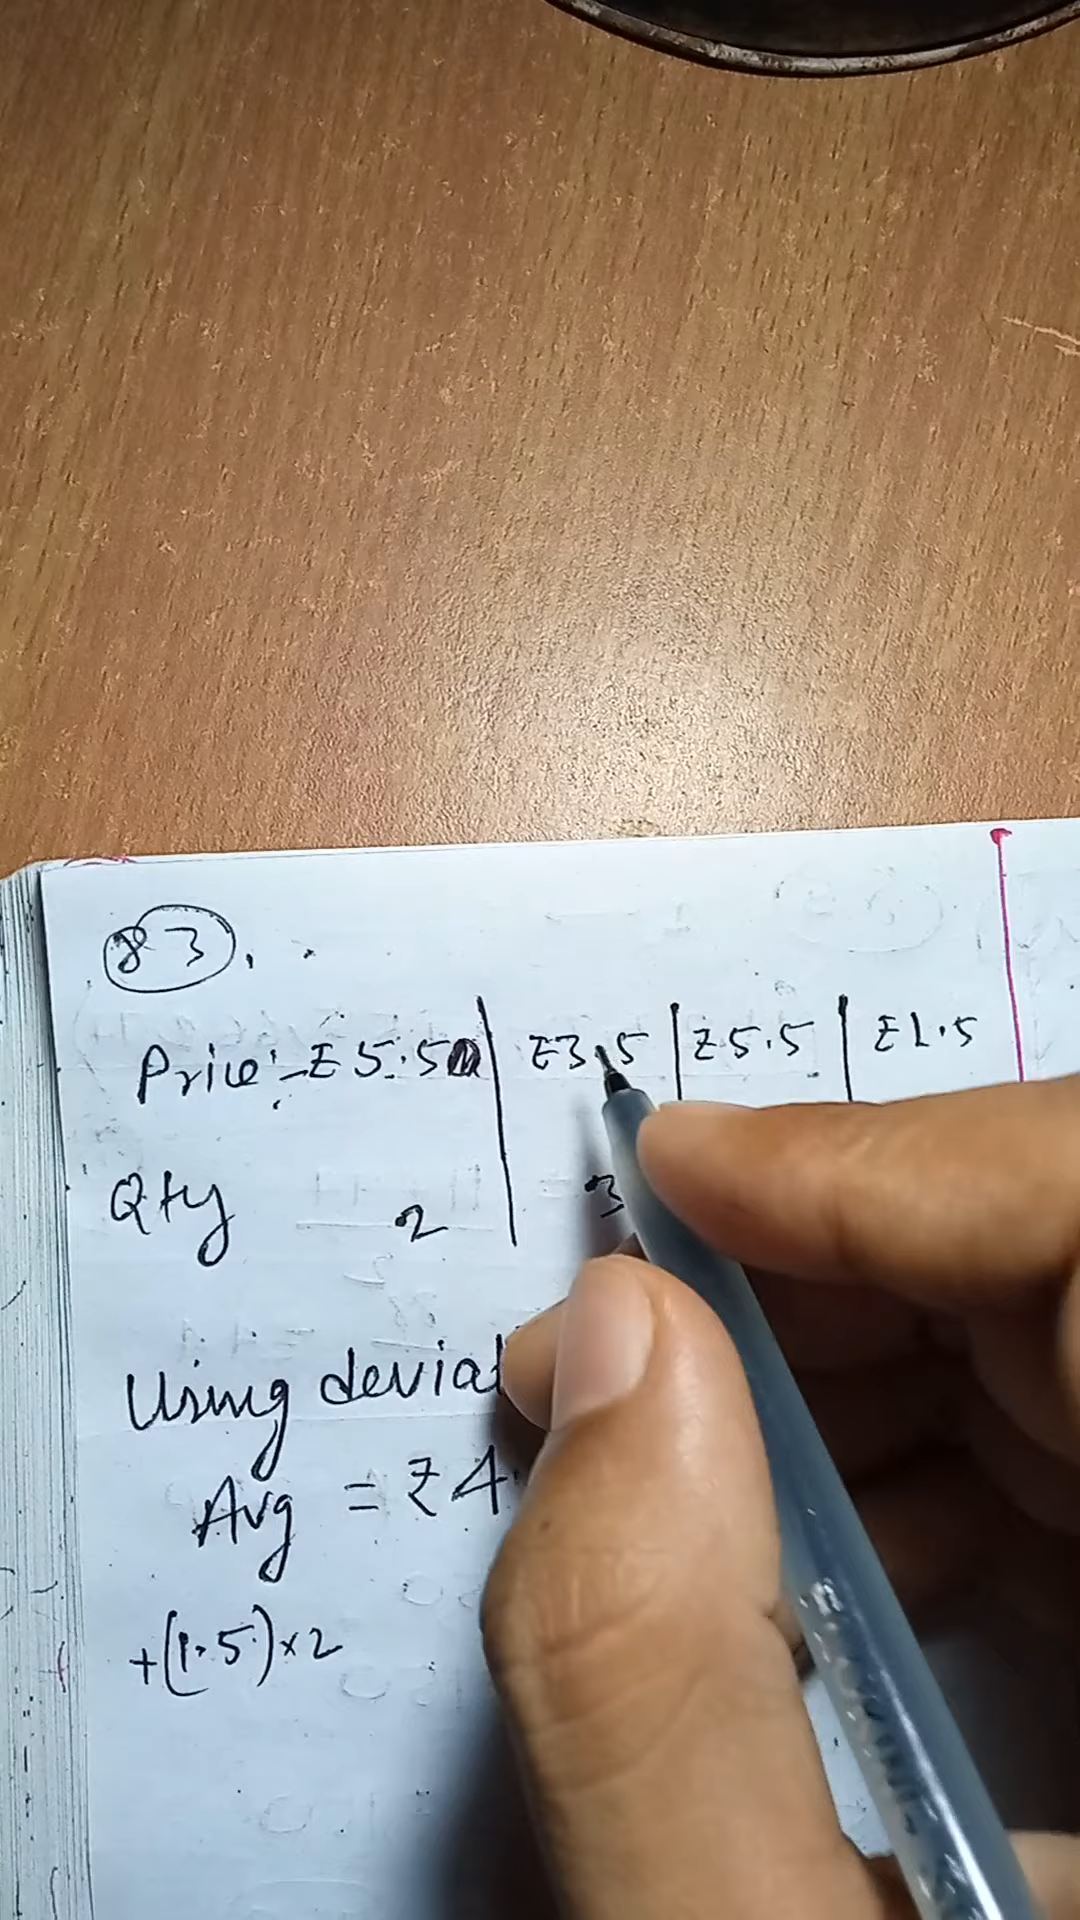 83.
Price:- ₹5.5 | ₹3.5 | ₹5.5 | ₹1.5
Qty 2 | 3
Using
Avg = ₹4.
+(1.5)×2